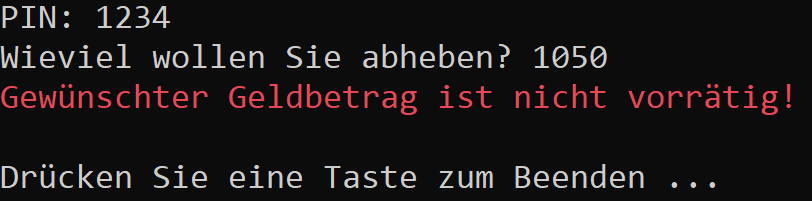 PIN: 1234
Wieviel wollen Sie abheben? 1050
Gewünschter Geldbetrag ist nicht vorrätig!
Drücken Sie eine Taste zum Beenden ...